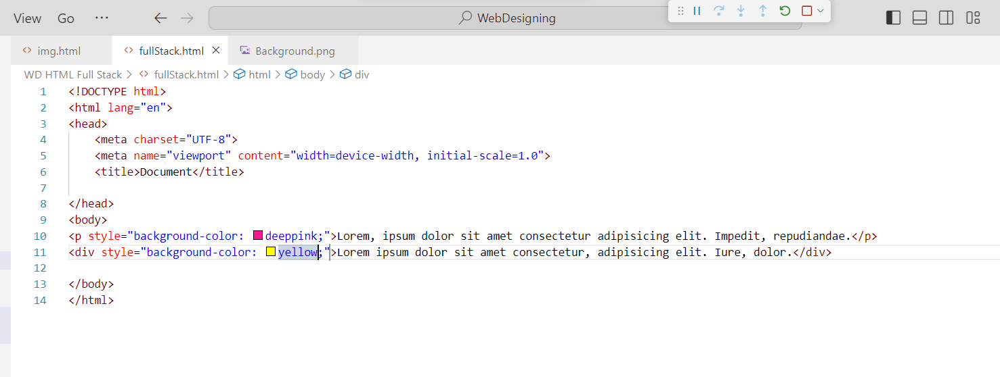 View Go ··· WebDesigning
img.html fullStack.html Background.png
WD HTML Full Stack > fullStack.html > html > body > div
1 <!DOCTYPE html>
2 <html lang="en">
3 <head>
4     <meta charset="UTF-8">
5     <meta name="viewport" content="width=device-width, initial-scale=1.0">
6     <title>Document</title>
7
8 </head>
9 <body>
10 <p style="background-color: deeppink;">Lorem, ipsum dolor sit amet consectetur adipisicing elit. Impedit, repudiandae.</p>
11 <div style="background-color: yellow;">Lorem ipsum dolor sit amet consectetur, adipisicing elit. Iure, dolor.</div>
12
13 </body>
14 </html>